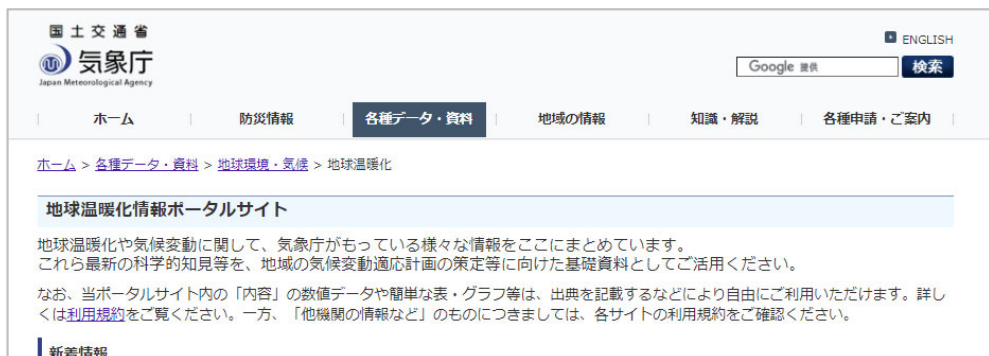 国土交通省
気象庁
Japan Meteorological Agency
ENGLISH
Google 提供
検索
ホーム
防災情報
各種データ・資料
地域の情報
知識・解説
各種申請・ご案内
ホーム > 各種データ・資料 > 地球環境・気候 > 地球温暖化
地球温暖化情報ポータルサイト
地球温暖化や気候変動に関して、気象庁がもっている様々な情報をここにまとめています。
これら最新の科学的知見等を、地域の気候変動適応計画の策定等に向けた基礎資料としてご活用ください。
なお、当ポータルサイト内の「内容」の数値データや簡単な表・グラフ等は、出典を記載するなどにより自由にご利用いただけます。詳し
くは利用規約をご覧ください。一方、「他機関の情報など」のものにつきましては、各サイトの利用規約をご確認ください。
新着情報